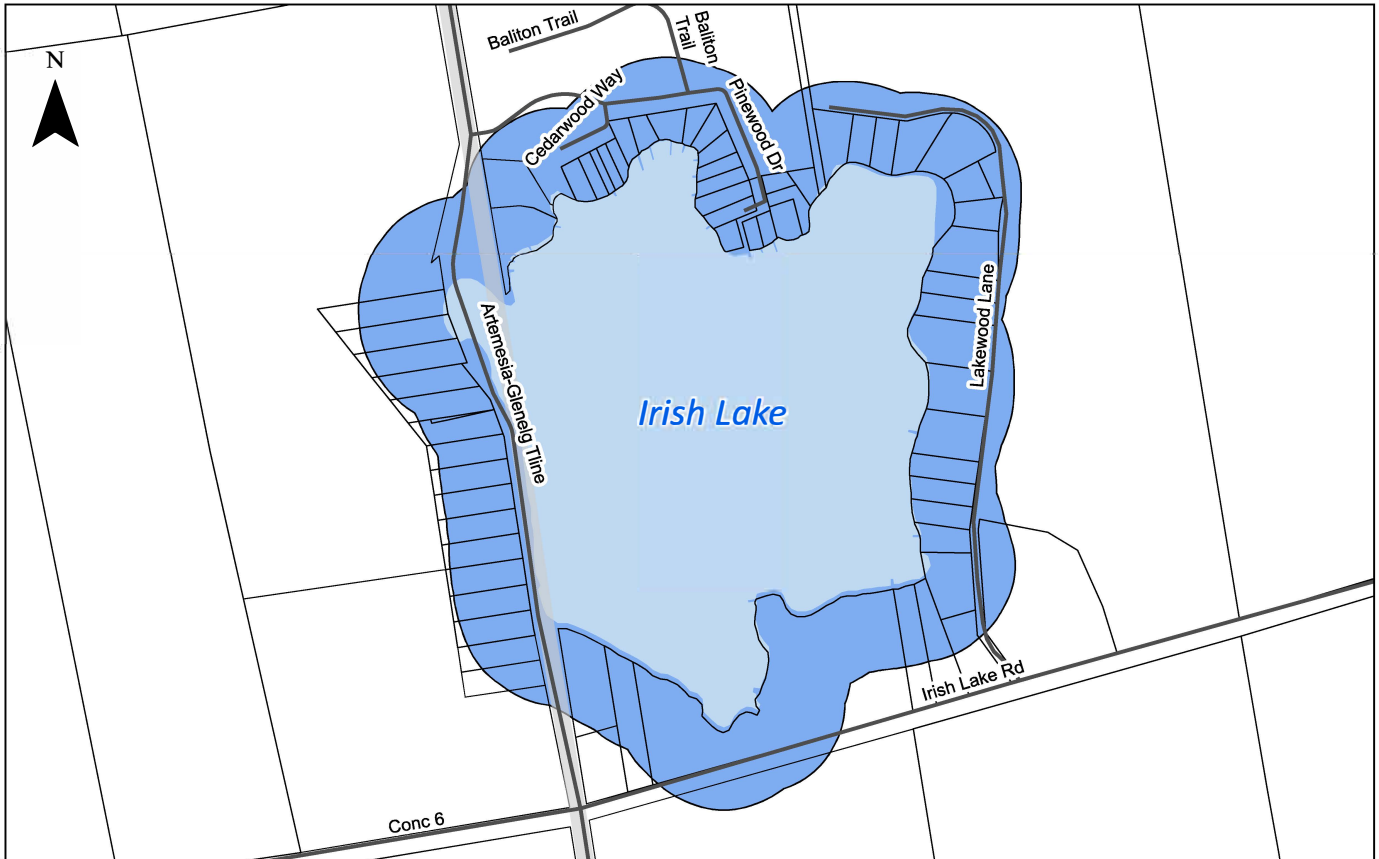 Baliton Trail
Baliton
Trail
N
Cedarwood Way
Pinewood Dr
Lakewood Lane
Artemesia-Glenelg Tline
Irish Lake
Irish Lake Rd
Conc 6